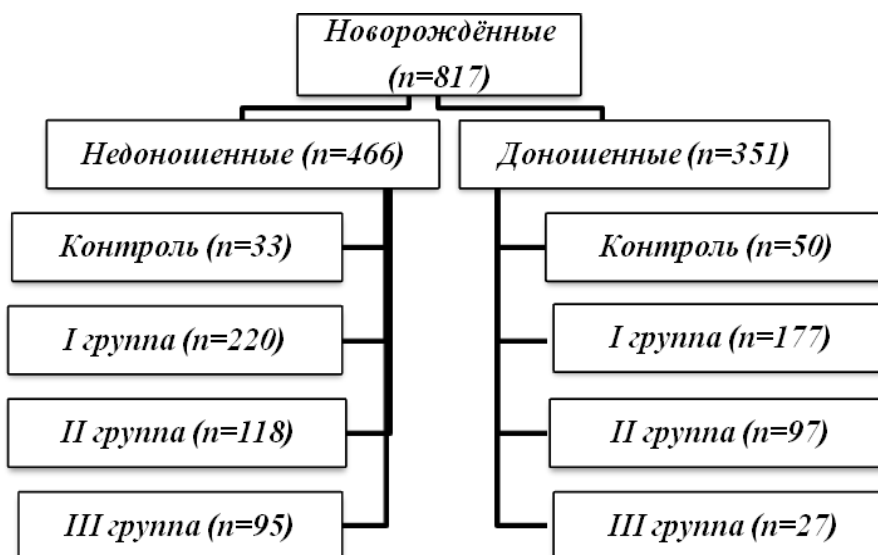 Новорождённые
(n=817)
Недоношенные (n=466)
Доношенные (n=351)
Контроль (n=33)
Контроль (n=50)
I группа (n=220)
I группа (n=177)
II группа (n=118)
II группа (n=97)
III группа (n=95)
III группа (n=27)